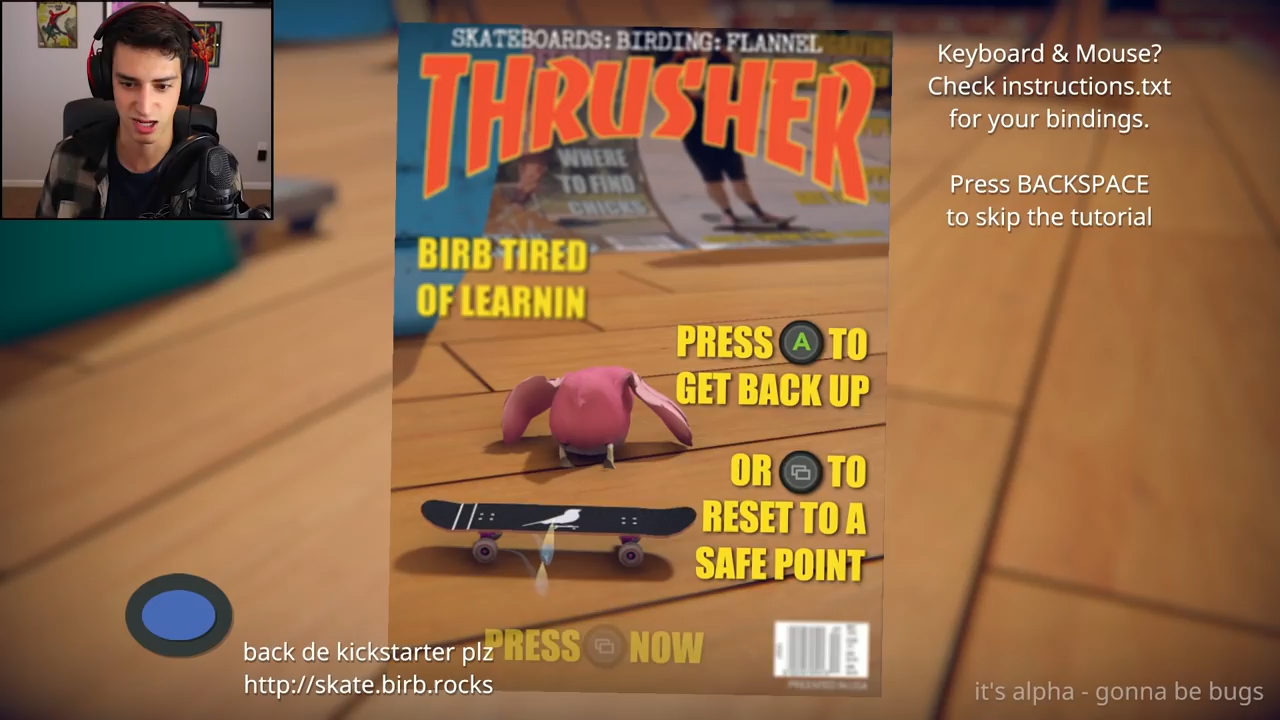 SKATEBOARDS: BIRDING: FLANNEL
THRUSHER
WHERE
TO FIND
CHICKS
BIRB TIRED
OF LEARNIN
PRESS A TO
GET BACK UP
OR TO
RESET TO A
SAFE POINT
PRESS NOW
Keyboard & Mouse?
Check instructions.txt
for your bindings.
Press BACKSPACE
to skip the tutorial
back de kickstarter plz
http://skate.birb.rocks
it's alpha - gonna be bugs